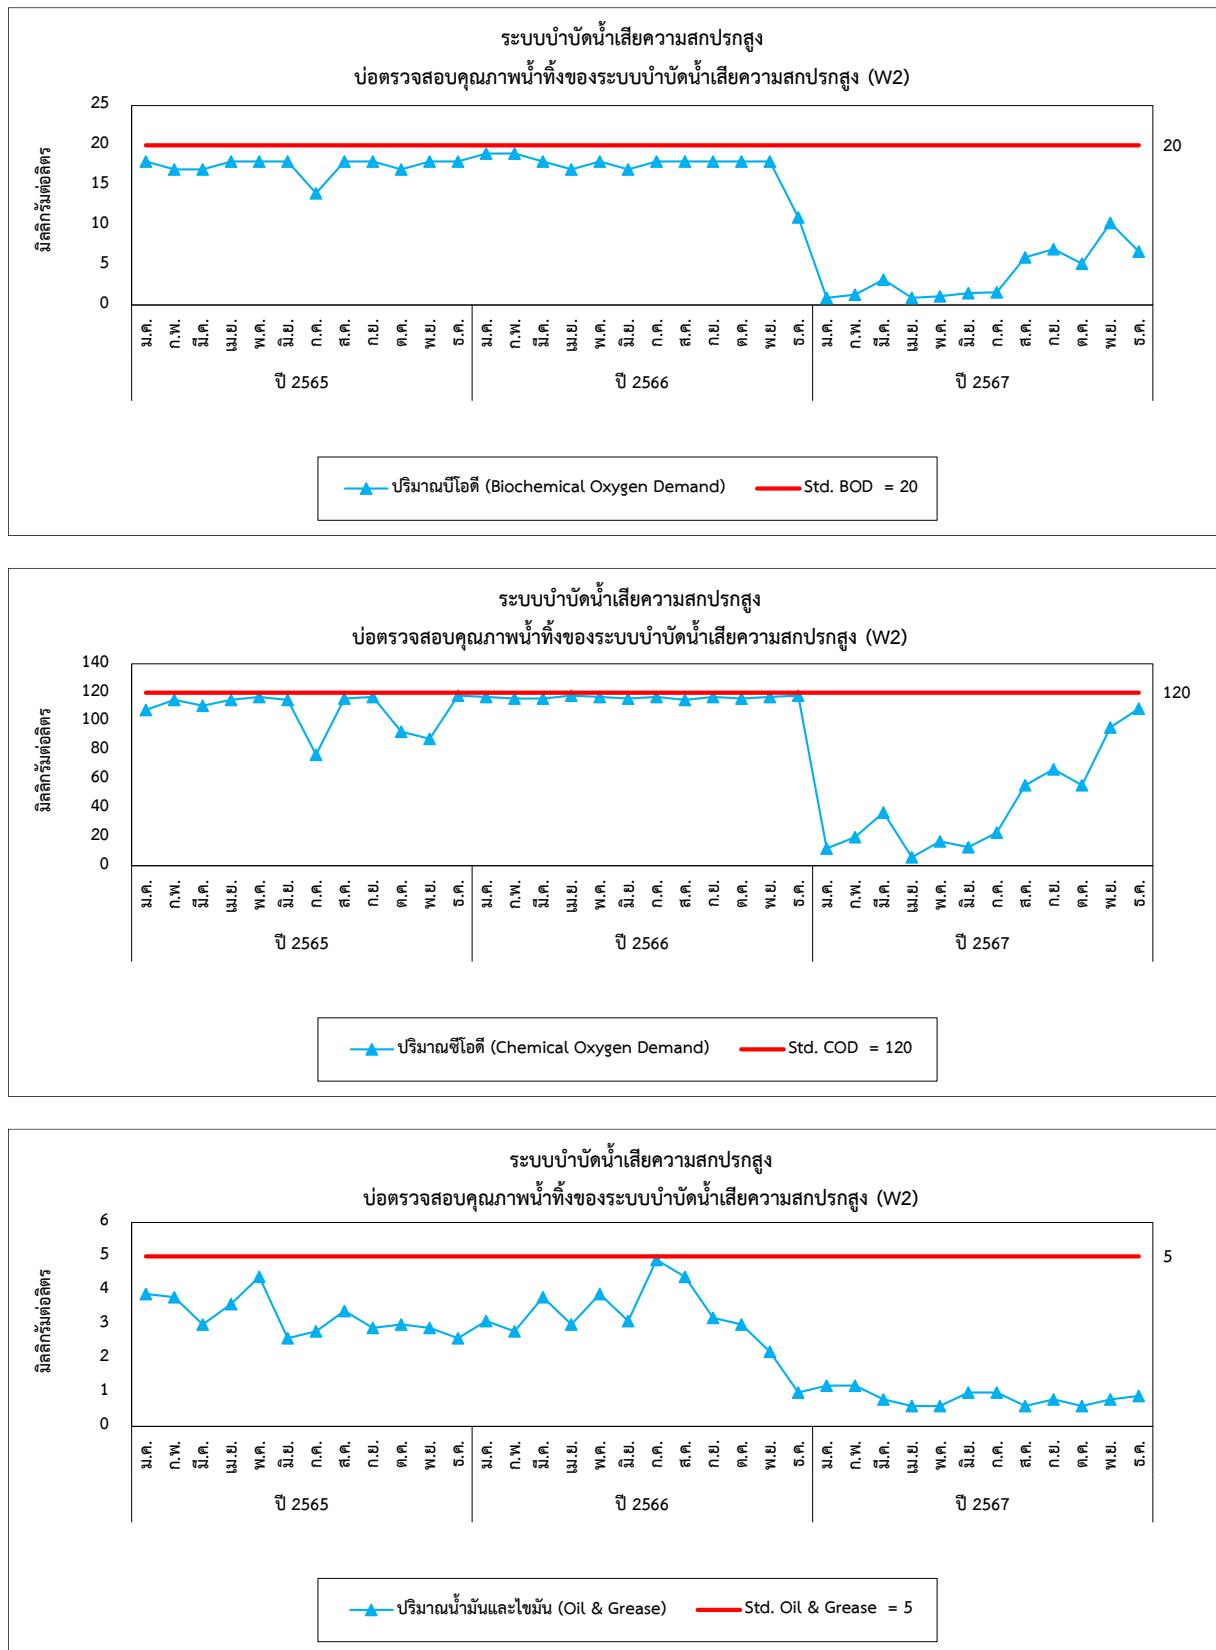 ระบบบำบัดน้ำเสียความสกปรกสูง
บ่อตรวจสอบคุณภาพน้ำทิ้งของระบบบำบัดน้ำเสียความสกปรกสูง (W2)
มิลลิกรัมต่อลิตร
25
20
15
10
5
0
20
ม.ค. ก.พ. มี.ค. เม.ย. พ.ค. มิ.ย. ก.ค. ส.ค. ก.ย. ต.ค. พ.ย. ธ.ค. ม.ค. ก.พ. มี.ค. เม.ย. พ.ค. มิ.ย. ก.ค. ส.ค. ก.ย. ต.ค. พ.ย. ธ.ค. ม.ค. ก.พ. มี.ค. เม.ย. พ.ค. มิ.ย. ก.ค. ส.ค. ก.ย. ต.ค. พ.ย. ธ.ค.
ปี 2565 ปี 2566 ปี 2567
ปริมาณบีโอดี (Biochemical Oxygen Demand) Std. BOD = 20
ระบบบำบัดน้ำเสียความสกปรกสูง
บ่อตรวจสอบคุณภาพน้ำทิ้งของระบบบำบัดน้ำเสียความสกปรกสูง (W2)
มิลลิกรัมต่อลิตร
140
120
100
80
60
40
20
0
120
ม.ค. ก.พ. มี.ค. เม.ย. พ.ค. มิ.ย. ก.ค. ส.ค. ก.ย. ต.ค. พ.ย. ธ.ค. ม.ค. ก.พ. มี.ค. เม.ย. พ.ค. มิ.ย. ก.ค. ส.ค. ก.ย. ต.ค. พ.ย. ธ.ค. ม.ค. ก.พ. มี.ค. เม.ย. พ.ค. มิ.ย. ก.ค. ส.ค. ก.ย. ต.ค. พ.ย. ธ.ค.
ปี 2565 ปี 2566 ปี 2567
ปริมาณซีโอดี (Chemical Oxygen Demand) Std. COD = 120
ระบบบำบัดน้ำเสียความสกปรกสูง
บ่อตรวจสอบคุณภาพน้ำทิ้งของระบบบำบัดน้ำเสียความสกปรกสูง (W2)
มิลลิกรัมต่อลิตร
6
5
4
3
2
1
0
5
ม.ค. ก.พ. มี.ค. เม.ย. พ.ค. มิ.ย. ก.ค. ส.ค. ก.ย. ต.ค. พ.ย. ธ.ค. ม.ค. ก.พ. มี.ค. เม.ย. พ.ค. มิ.ย. ก.ค. ส.ค. ก.ย. ต.ค. พ.ย. ธ.ค. ม.ค. ก.พ. มี.ค. เม.ย. พ.ค. มิ.ย. ก.ค. ส.ค. ก.ย. ต.ค. พ.ย. ธ.ค.
ปี 2565 ปี 2566 ปี 2567
ปริมาณน้ำมันและไขมัน (Oil & Grease) Std. Oil & Grease = 5